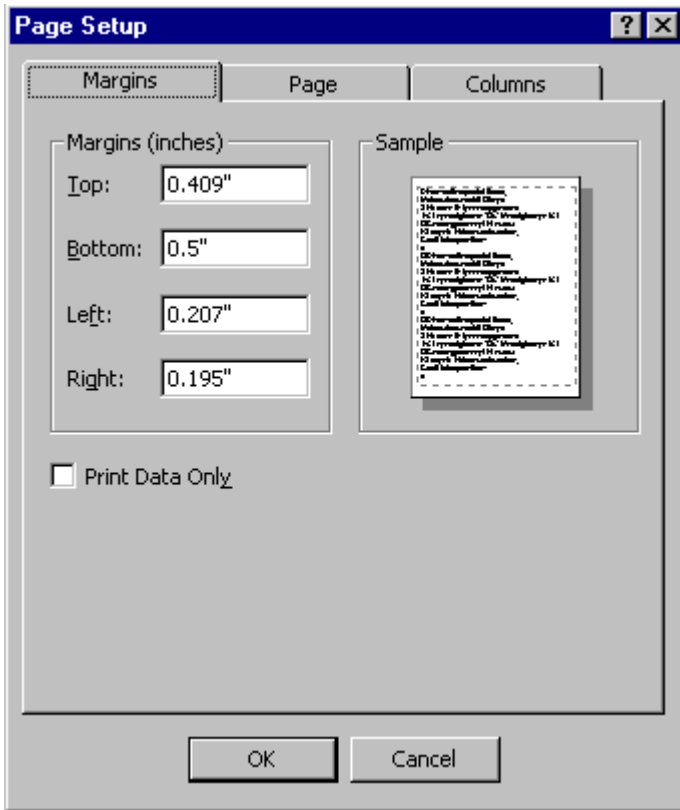 Page Setup
Margins
Page
Columns
Margins (inches)
Top: 0.409"
Bottom: 0.5"
Left: 0.207"
Right: 0.195"
Sample
Print Data Only
OK
Cancel